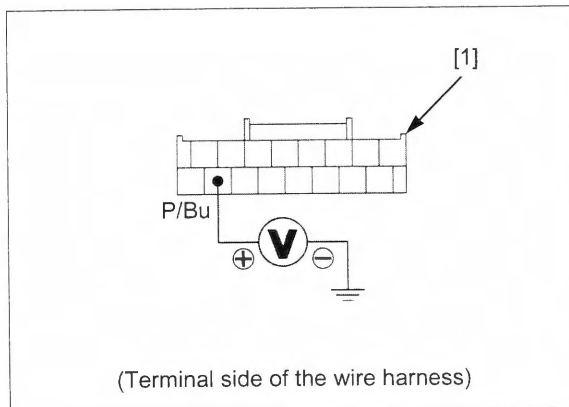 [1]
P/Bu
V
+ −
(Terminal side of the wire harness)